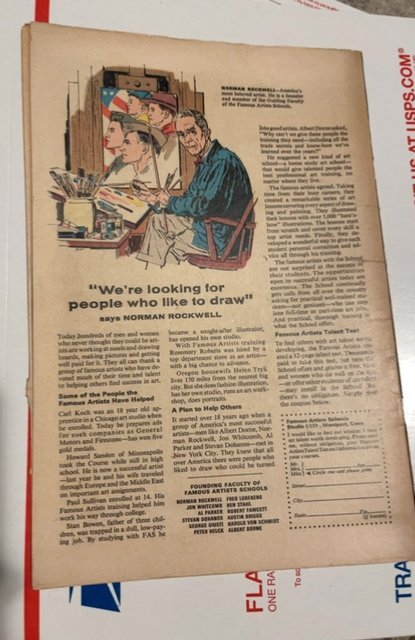 NORMAN ROCKWELL—America's
most beloved artist. He is a founder
and member of the Guiding Faculty
of the Famous Artists Schools.
"We're looking for
people who like to draw"
says NORMAN ROCKWELL
Today, hundreds of men and women
who never thought they could be art-
ists are working at easels and drawing
boards, making pictures and getting
well paid for it. They all can thank a
group of famous artists who have de-
voted much of their time and talent
to helping others find success in art.
Some of the People the
Famous Artists Have Helped
Carl Koch was an 18 year old ap-
prentice in a Chicago art studio when
he enrolled. Today he prepares ads
for such companies as General
Motors and Firestone—has won five
gold medals.
Howard Sanden of Minneapolis
took the Course while still in high
school. He is now a successful artist
—last year he and his wife traveled
through Europe and the Middle East
on important art assignments.
Paul Sullivan enrolled at 14. His
Famous Artists training helped him
work his way through college.
Stan Bowen, father of three chil-
dren, was trapped in a dull, low-pay-
ing job. By studying with FAS he
became a sought-after illustrator,
has opened his own studio.
With Famous Artists training
Rosemary Roberts was hired by a
top department store as an artist—
with a big chance to advance.
Oregon housewife Helen Tryk
lives 150 miles from the nearest big
city. But she does fashion illustration,
has her own studio, runs an art work-
shop, does portraits.
A Plan to Help Others
It started over 18 years ago when a
group of America's most successful
artists—men like Albert Dorne, Nor-
man Rockwell, Jon Whitcomb, Al
Parker and Stevan Dohanos—met in
New York City. They knew that all
over America there were people who
liked to draw who could be turned
FOUNDING FACULTY OF
FAMOUS ARTISTS SCHOOLS
NORMAN ROCKWELL FRED LUDEKENS
JON WHITCOMB BEN STAHL
AL PARKER ROBERT FAWCETT
STEVAN DOHANOS AUSTIN BRIGGS
GEORGE GIUSTI HAROLD VON SCHMIDT
PETER HELCK ALBERT DORNE
into good artists. Albert Dorne asked,
"Why can't we give these people the
training they need—including all the
trade secrets and know-how we've
learned over the years?"
He suggested a new kind of art
school—a home study art school—
that would give talented people the
best professional art training, no
matter where they live.
The famous artists agreed. Taking
time from their busy careers, they
created a remarkable series of art
lessons covering every aspect of draw-
ing and painting. They illustrated
their lessons with over 5,000 "here's-
how" illustrations. The lessons start
from scratch and cover every skill a
top artist needs. Finally, they de-
veloped a wonderful way to give each
student personal correction and ad-
vice all through his training.
The famous artists with the School
are not surprised at the success of
their students. The opportunities
open to successful artists today are
enormous. The School continually
gets calls from all over the country
asking for practical well-trained stu-
dents—not geniuses—who can step
into full-time or part-time art jobs.
And practical, thorough training is
what the School offers.
Famous Artists Talent Test
To find others with art talent worth
developing, the Famous Artists cre-
ated a 12-page talent test. Thousands
paid to take this test, but now the
School offers and grades it free. Men
and women who do well on the test,
or offer other evidence of art talent,
may enroll in the School. But
there's no obligation. Simply mail
the coupon below.
Famous Artists Schools
Studio Westport, Conn.
Mr.
Mrs. Circle one and please print
Miss
Street
City
State Zip
AT USPS.COM®
FLA
ONE RA
TRA